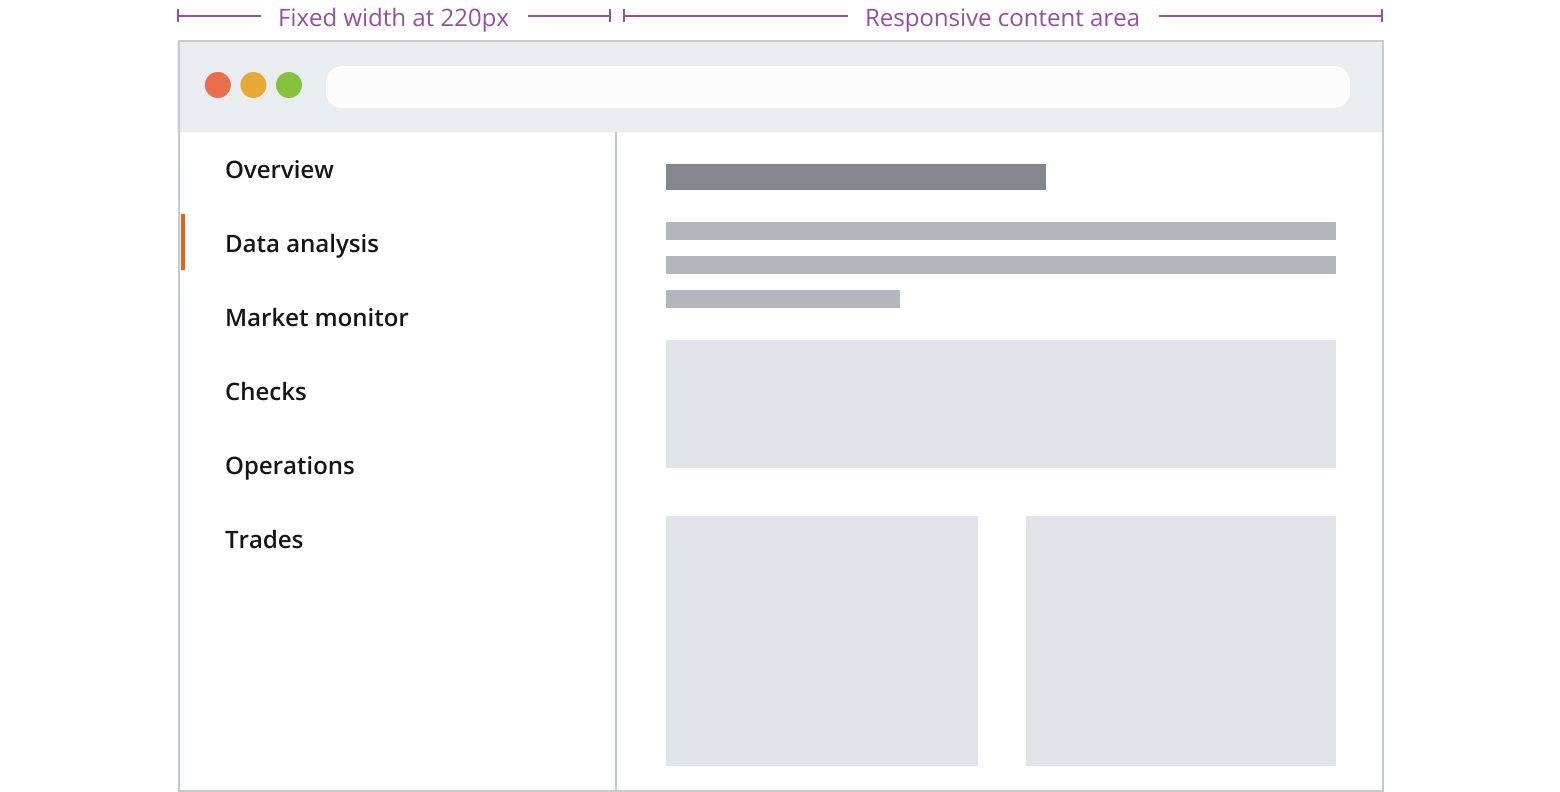 Fixed width at 220px
Responsive content area
Overview
Data analysis
Market monitor
Checks
Operations
Trades